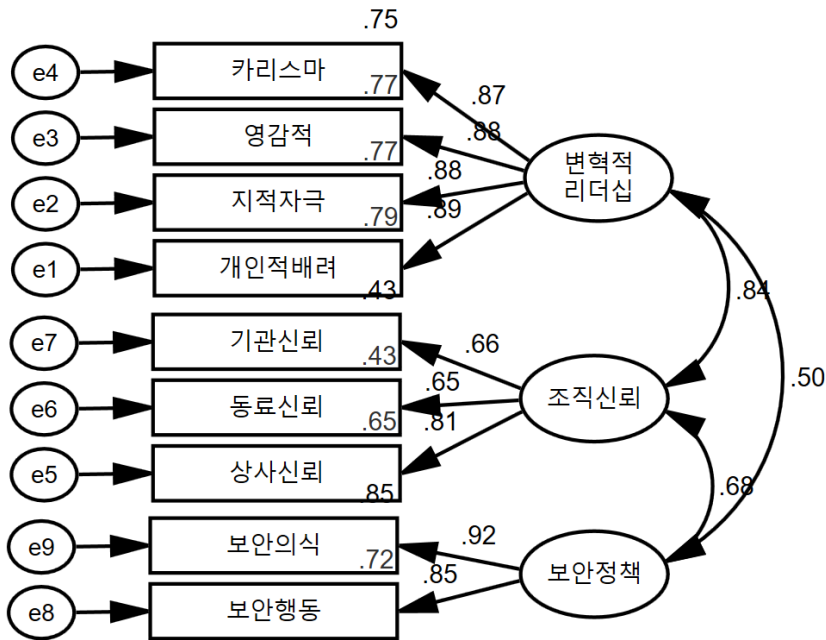 .75
e4
카리스마
.77
.87
e3
영감적
.77
.88
변혁적
리더십
e2
지적자극
.79
.88
e1
개인적배려
.43
.89
.84
e7
기관신뢰
.43
.66
.50
e6
동료신뢰
.65
.65
조직신뢰
e5
상사신뢰
.85
.81
.68
e9
보안의식
.72
.92
보안정책
e8
보안행동
.85